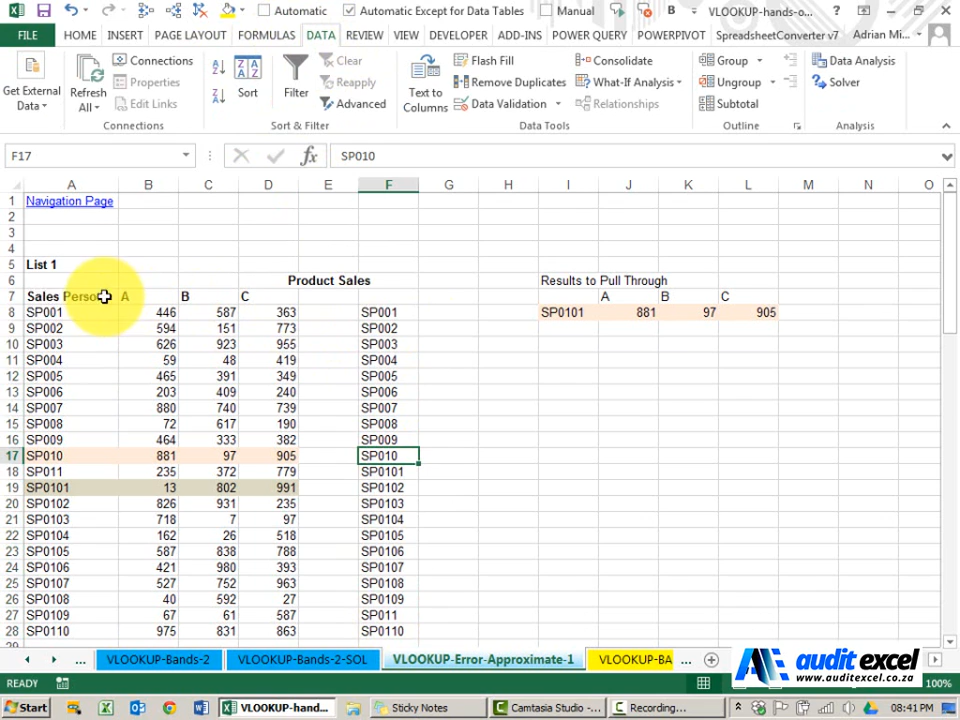 Automatic Automatic Except for Data Tables Manual B VLOOKUP-hands-o... ?
FILE HOME INSERT PAGE LAYOUT FORMULAS DATA REVIEW VIEW DEVELOPER ADD-INS POWER QUERY POWERPIVOT SpreadsheetConverter v7 Adrian Mi...
Get External Data
Refresh All
Connections
Properties
Edit Links
Connections
Sort
Filter
Clear
Reapply
Advanced
Sort & Filter
Text to Columns
Flash Fill
Remove Duplicates
Data Validation
Consolidate
What-If Analysis
Relationships
Data Tools
Group
Ungroup
Subtotal
Outline
Data Analysis
Solver
Analysis
F17 fx SP010
A B C D E F G H I J K L M N O
1 Navigation Page
2
3
4
5 List 1
6 Product Sales Results to Pull Through
7 Sales Person A B C A B C
8 SP001 446 587 363 SP001 SP0101 881 97 905
9 SP002 594 151 773 SP002
10 SP003 626 923 955 SP003
11 SP004 59 48 419 SP004
12 SP005 465 391 349 SP005
13 SP006 203 409 240 SP006
14 SP007 880 740 739 SP007
15 SP008 72 617 190 SP008
16 SP009 464 333 382 SP009
17 SP010 881 97 905 SP010
18 SP011 235 372 779 SP0101
19 SP0101 13 802 991 SP0102
20 SP0102 826 931 235 SP0103
21 SP0103 718 7 97 SP0104
22 SP0104 162 26 518 SP0105
23 SP0105 587 838 788 SP0106
24 SP0106 421 980 393 SP0107
25 SP0107 527 752 963 SP0108
26 SP0108 40 592 27 SP0109
27 SP0109 67 61 587 SP011
28 SP0110 975 831 863 SP0110
... VLOOKUP-Bands-2 VLOOKUP-Bands-2-SOL VLOOKUP-Error-Approximate-1 VLOOKUP-BA ...
audit excel
www.auditexcel.co.za
READY 100%
Start VLOOKUP-hand... Sticky Notes Camtasia Studio -... Recording... 08:41 PM